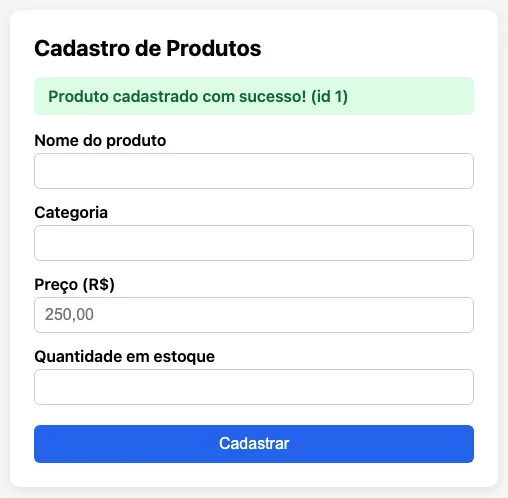 Cadastro de Produtos
Produto cadastrado com sucesso! (id 1)
Nome do produto
Categoria
Preço (R$)
250,00
Quantidade em estoque
Cadastrar